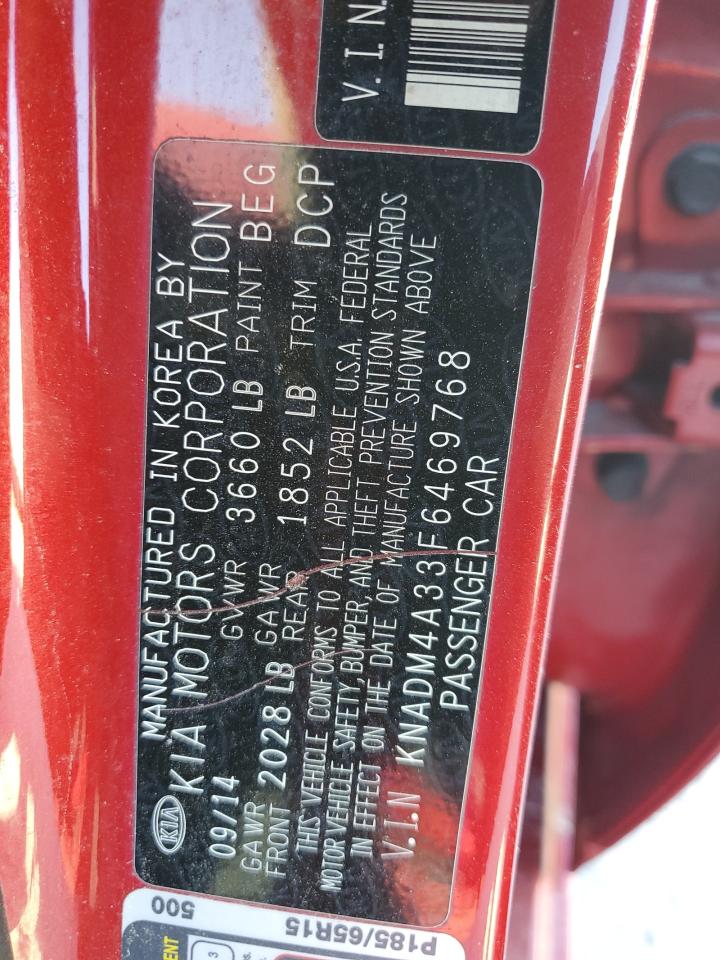 V.I.N.
MANUFACTURED IN KOREA BY
KIA KIA MOTORS CORPORATION
09/14 GVWR 3660 LB PAINT BEG
GAWR FRONT 2028 LB GAWR REAR 1852 LB TRIM DCP
THIS VEHICLE CONFORMS TO ALL APPLICABLE U.S.A. FEDERAL
MOTOR VEHICLE SAFETY, BUMPER, AND THEFT PREVENTION STANDARDS
IN EFFECT ON THE DATE OF MANUFACTURE SHOWN ABOVE
V.I.N KNADM4A33F6469768
PASSENGER CAR
500
P185/65R15
3